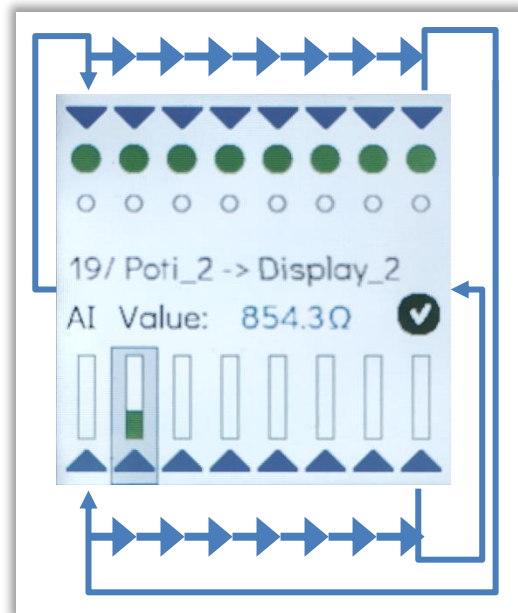 19/ Poti_2 -> Display_2
AI Value: 854.3Ω